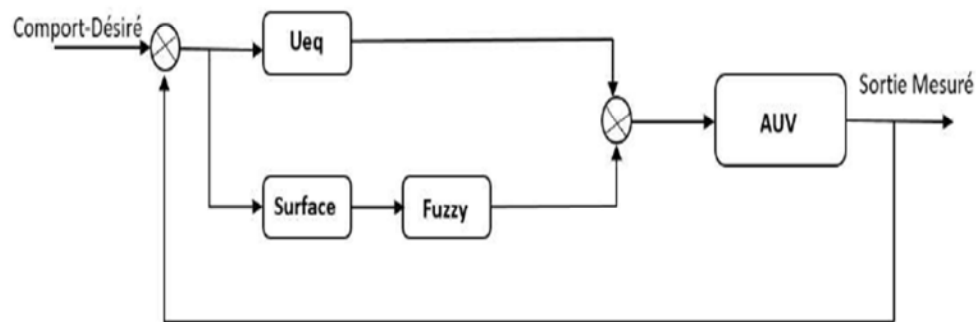 Comport-Désiré
Ueq
Sortie Mesuré
AUV
Surface
Fuzzy